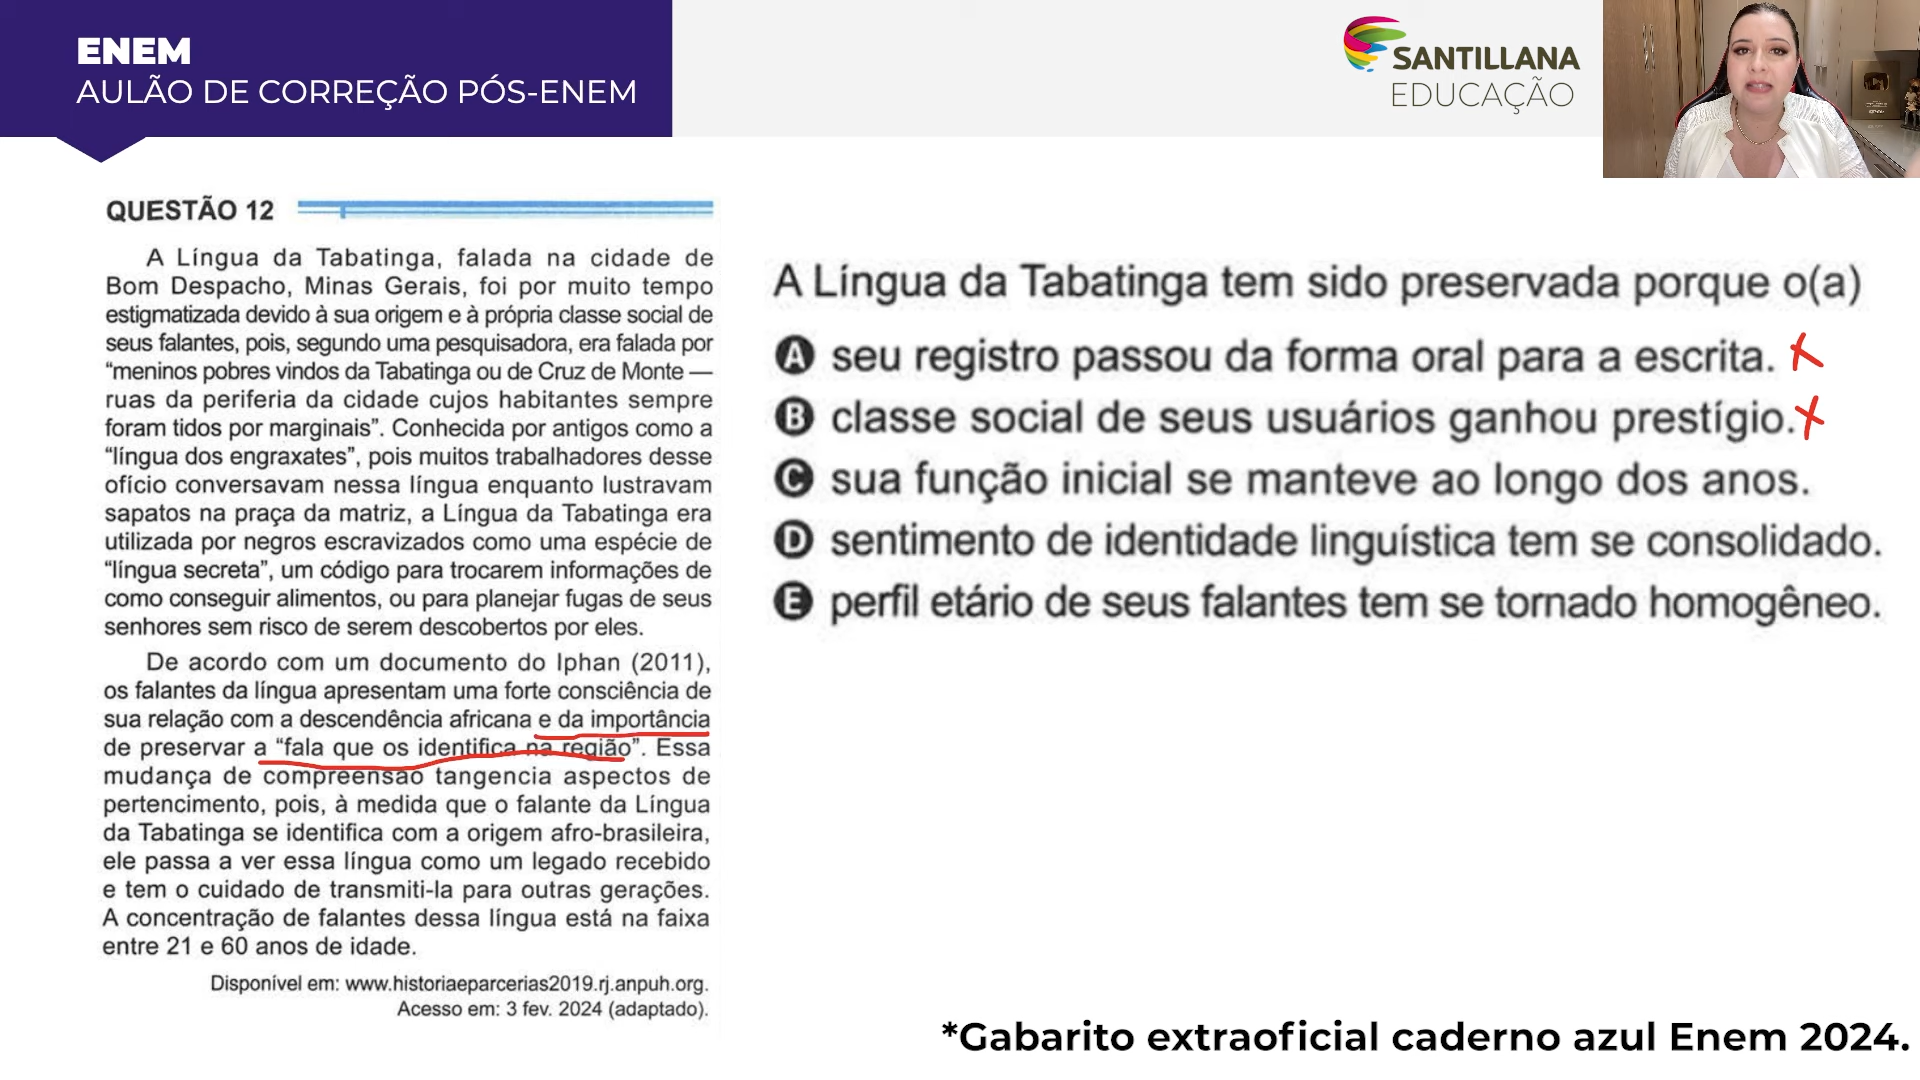 ENEM
AULÃO DE CORREÇÃO PÓS-ENEM
SANTILLANA
EDUCAÇÃO
QUESTÃO 12
A Língua da Tabatinga, falada na cidade de
Bom Despacho, Minas Gerais, foi por muito tempo
estigmatizada devido à sua origem e à própria classe social de
seus falantes, pois, segundo uma pesquisadora, era falada por
“meninos pobres vindos da Tabatinga ou de Cruz de Monte —
ruas da periferia da cidade cujos habitantes sempre
foram tidos por marginais”. Conhecida por antigos como a
“língua dos engraxates”, pois muitos trabalhadores desse
ofício conversavam nessa língua enquanto lustravam
sapatos na praça da matriz, a Língua da Tabatinga era
utilizada por negros escravizados como uma espécie de
“língua secreta”, um código para trocarem informações de
como conseguir alimentos, ou para planejar fugas de seus
senhores sem risco de serem descobertos por eles.
De acordo com um documento do Iphan (2011),
os falantes da língua apresentam uma forte consciência de
sua relação com a descendência africana e da importância
de preservar a “fala que os identifica na região”. Essa
mudança de compreensão tangencia aspectos de
pertencimento, pois, à medida que o falante da Língua
da Tabatinga se identifica com a origem afro-brasileira,
ele passa a ver essa língua como um legado recebido
e tem o cuidado de transmiti-la para outras gerações.
A concentração de falantes dessa língua está na faixa
entre 21 e 60 anos de idade.
Disponível em: www.historiaeparcerias2019.rj.anpuh.org.
Acesso em: 3 fev. 2024 (adaptado).
A Língua da Tabatinga tem sido preservada porque o(a)
A seu registro passou da forma oral para a escrita.
B classe social de seus usuários ganhou prestígio.
C sua função inicial se manteve ao longo dos anos.
D sentimento de identidade linguística tem se consolidado.
E perfil etário de seus falantes tem se tornado homogêneo.
*Gabarito extraoficial caderno azul Enem 2024.